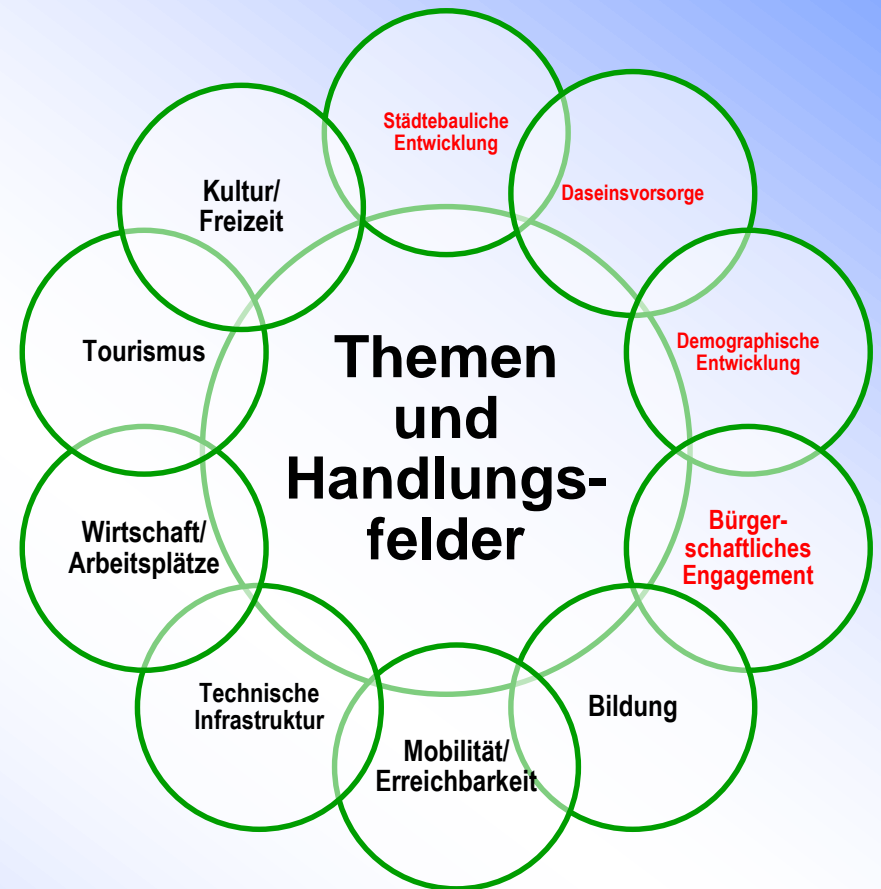 Themen
und
Handlungs-
felder
Städtebauliche
Entwicklung
Daseinsvorsorge
Demographische
Entwicklung
Bürger-
schaftliches
Engagement
Bildung
Mobilität/
Erreichbarkeit
Technische
Infrastruktur
Wirtschaft/
Arbeitsplätze
Tourismus
Kultur/
Freizeit